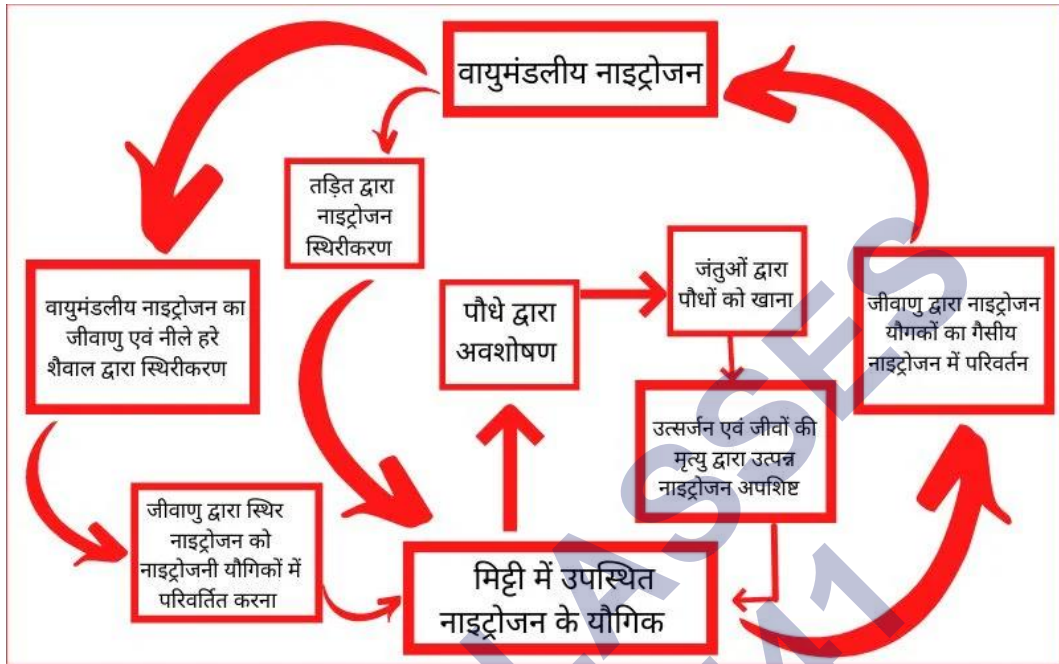 वायुमंडलीय नाइट्रोजन
तड़ित द्वारा
नाइट्रोजन
स्थिरीकरण
वायुमंडलीय नाइट्रोजन का
जीवाणु एवं नीले हरे
शैवाल द्वारा स्थिरीकरण
पौधे द्वारा
अवशोषण
जंतुओं द्वारा
पौधों को खाना
जीवाणु द्वारा नाइट्रोजन
यौगकों का गैसीय
नाइट्रोजन में परिवर्तन
उत्सर्जन एवं जीवों की
मृत्यु द्वारा उत्पन्न
नाइट्रोजन अपशिष्ट
जीवाणु द्वारा स्थिर
नाइट्रोजन को
नाइट्रोजनी यौगिकों में
परिवर्तित करना
मिट्टी में उपस्थित
नाइट्रोजन के यौगिक